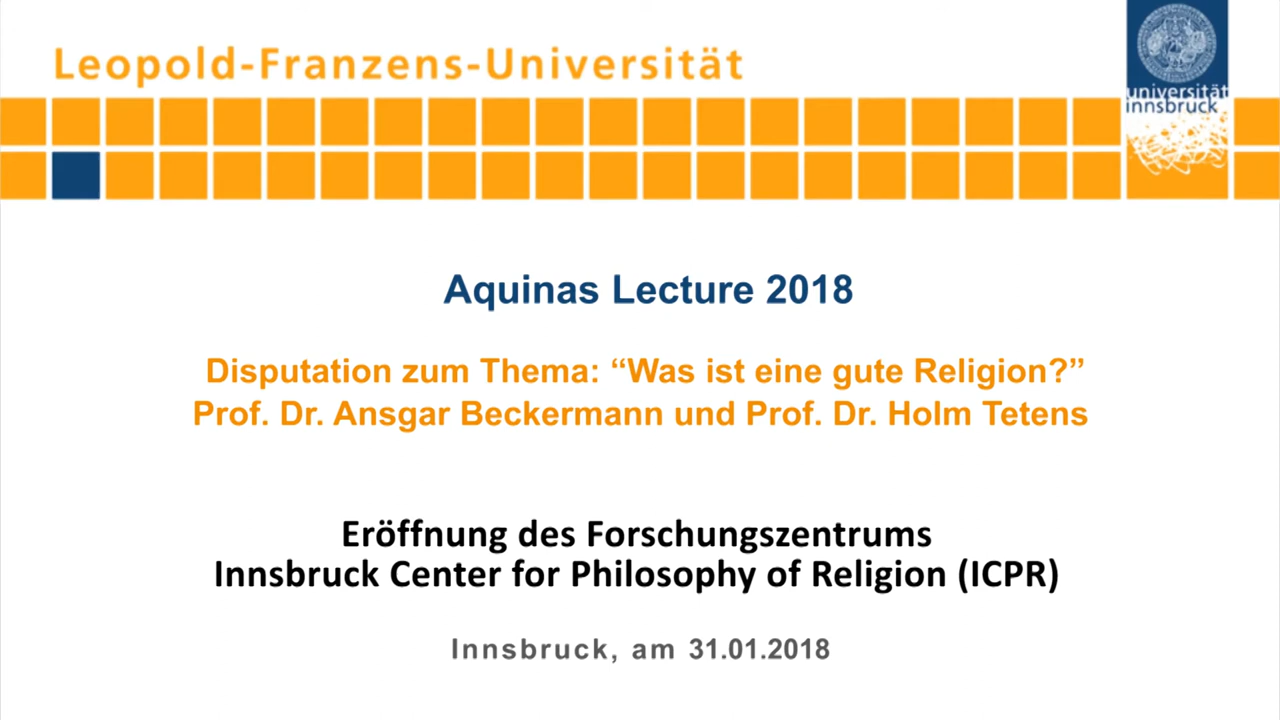 Leopold-Franzens-Universität
universität
innsbruck
Aquinas Lecture 2018
Disputation zum Thema: “Was ist eine gute Religion?”
Prof. Dr. Ansgar Beckermann und Prof. Dr. Holm Tetens
Eröffnung des Forschungszentrums
Innsbruck Center for Philosophy of Religion (ICPR)
Innsbruck, am 31.01.2018